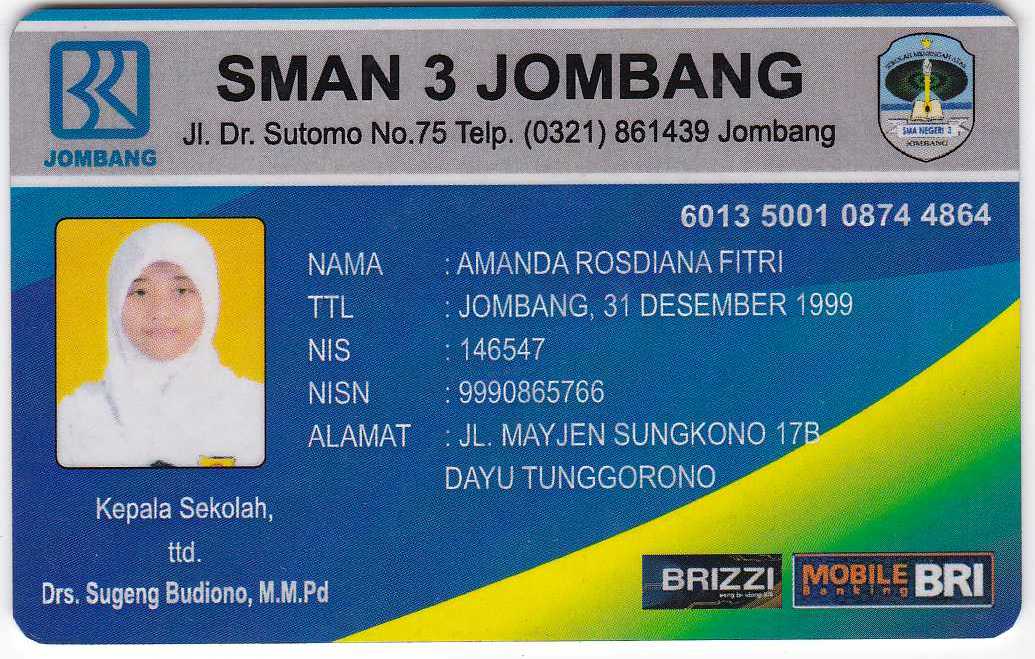 SMAN 3 JOMBANG
Jl. Dr. Sutomo No.75 Telp. (0321) 861439 Jombang
JOMBANG
SMA NEGERI 3
JOMBANG
6013 5001 0874 4864
NAMA : AMANDA ROSDIANA FITRI
TTL : JOMBANG, 31 DESEMBER 1999
NIS : 146547
NISN : 9990865766
ALAMAT : JL. MAYJEN SUNGKONO 17B
DAYU TUNGGORONO
Kepala Sekolah,
ttd.
Drs. Sugeng Budiono, M.M.Pd
BRIZZI
MOBILE
Banking
BRI